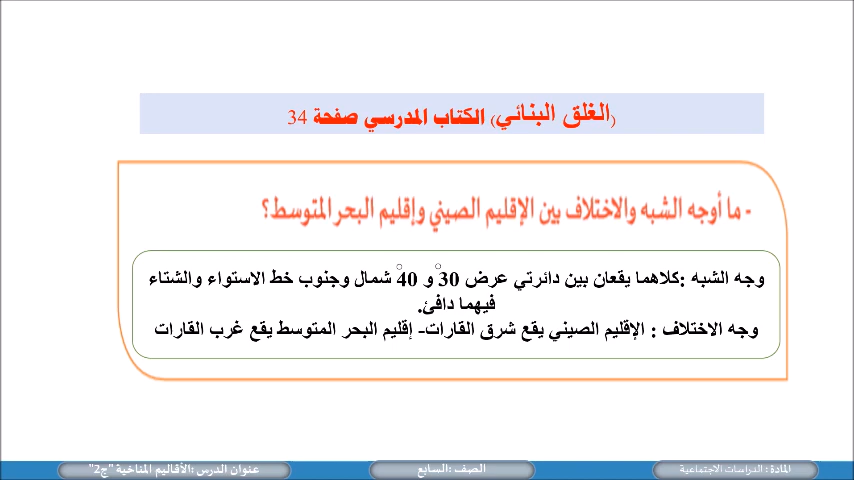 (الغلق البنائي) الكتاب المدرسي صفحة 34
- ما أوجه الشبه والاختلاف بين الإقليم الصيني وإقليم البحر المتوسط؟
وجه الشبه :كلاهما يقعان بين دائرتي عرض 30° و 40° شمال وجنوب خط الاستواء والشتاء
فيهما دافئ.
وجه الاختلاف : الإقليم الصيني يقع شرق القارات- إقليم البحر المتوسط يقع غرب القارات
المادة : الدراسات الاجتماعية
الصف :السابع
عنوان الدرس :الأقاليم المناخية "ج2"